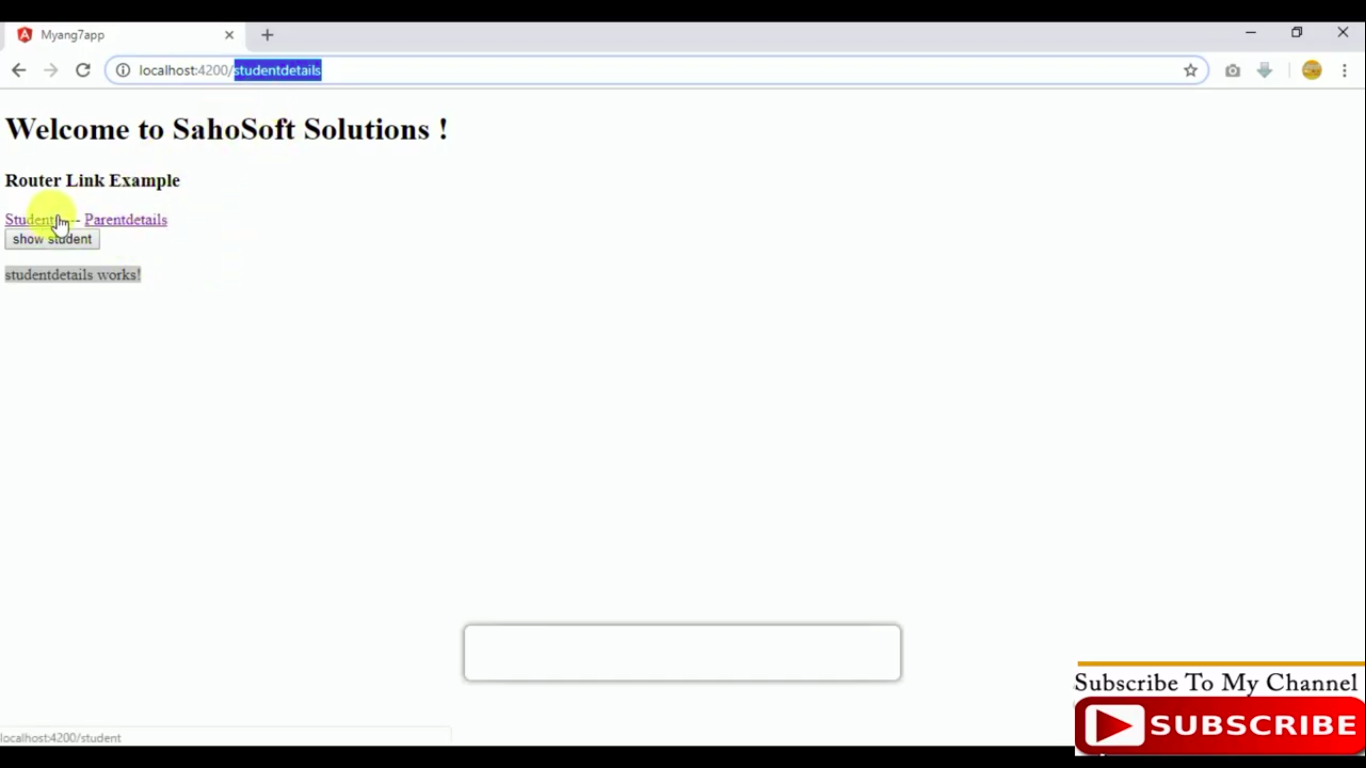 Myang7app
localhost:4200/studentdetails
Welcome to SahoSoft Solutions !
Router Link Example
Student -- Parentdetails
show student
studentdetails works!
Subscribe To My Channel
SUBSCRIBE
localhost:4200/student